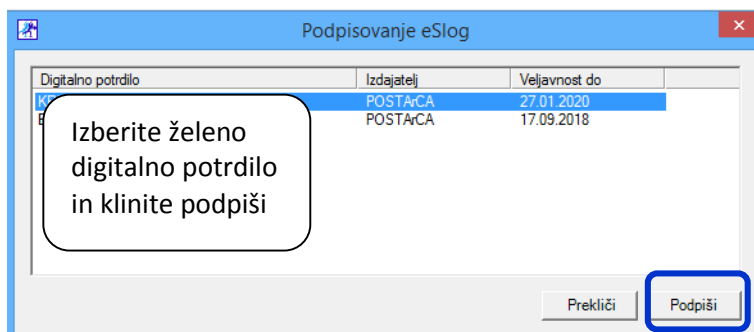 Podpisovanje eSlog
Digitalno potrdilo Izdajatelj Veljavnost do
POSTArCA 27.01.2020
POSTArCA 17.09.2018
Izberite želeno
digitalno potrdilo
in klinite podpiši
Prekliči Podpiši